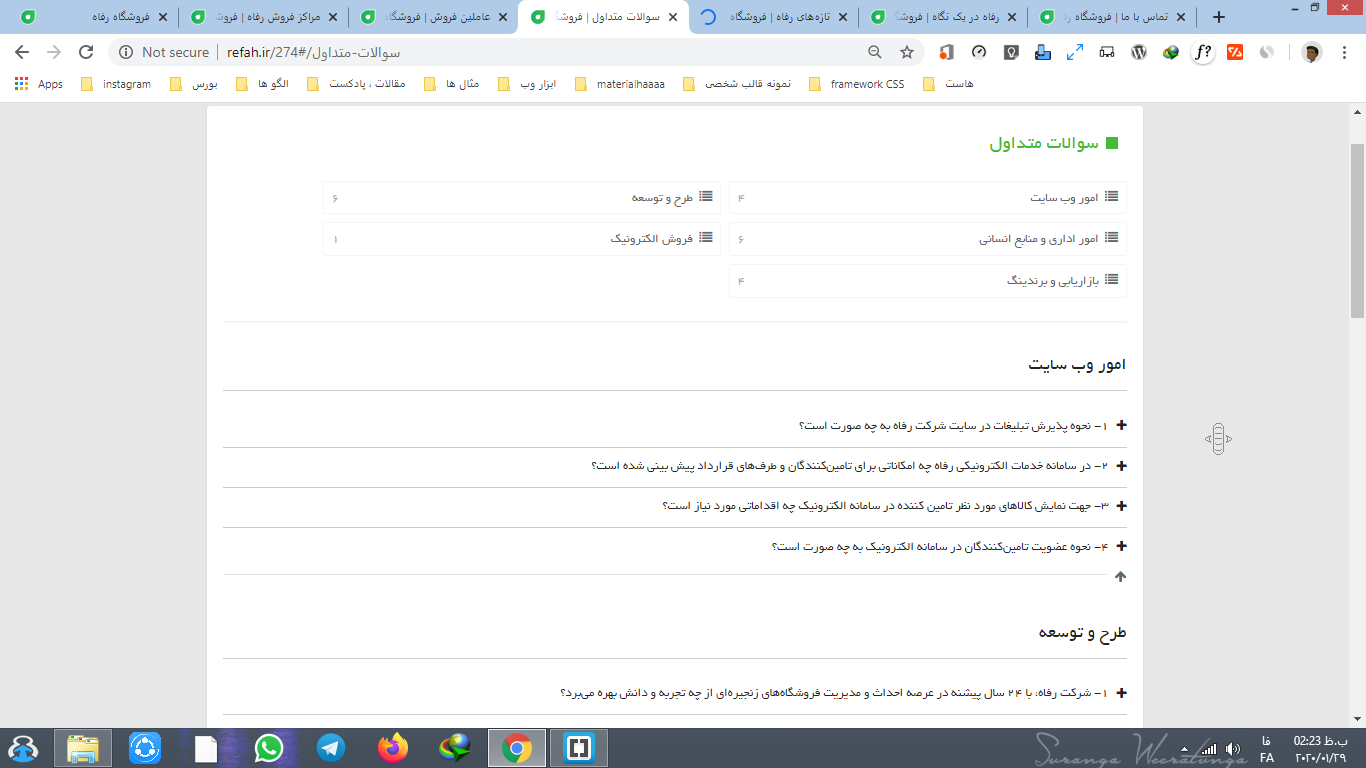 فروشگاه رفاه
مراکز فروش رفاه | فروش
عاملین فروش | فروشگاه
سوالات متداول | فروشگ
تازه‌های رفاه | فروشگاه
رفاه در یک نگاه | فروشگ
تماس با ما | فروشگاه رف
Not secure | refah.ir/274#/سوالات-متداول
Apps instagram بورس الگو ها مقالات ، پادکست مثال ها ابزار وب materialhaaaa نمونه قالب شخصی framework CSS هاست
سوالات متداول
امور وب سایت ۴
طرح و توسعه ۶
امور اداری و منابع انسانی ۶
فروش الکترونیک ۱
بازاریابی و برندینگ ۴
امور وب سایت
۱- نحوه پذیرش تبلیغات در سایت شرکت رفاه به چه صورت است؟
۲- در سامانه خدمات الکترونیکی رفاه چه امکاناتی برای تامین‌کنندگان و طرف‌های قرارداد پیش بینی شده است؟
۳- جهت نمایش کالاهای مورد نظر تامین کننده در سامانه الکترونیک چه اقداماتی مورد نیاز است؟
۴- نحوه عضویت تامین‌کنندگان در سامانه الکترونیک به چه صورت است؟
طرح و توسعه
۱- شرکت رفاه، با ۲۴ سال پیشنه در عرصه احداث و مدیریت فروشگاه‌های زنجیره‌ای از چه تجربه و دانش بهره می‌برد؟
Suranga Weeratunga
فا
FA
02:23 ب.ظ
۲۰۲۰/۰۱/۲۹